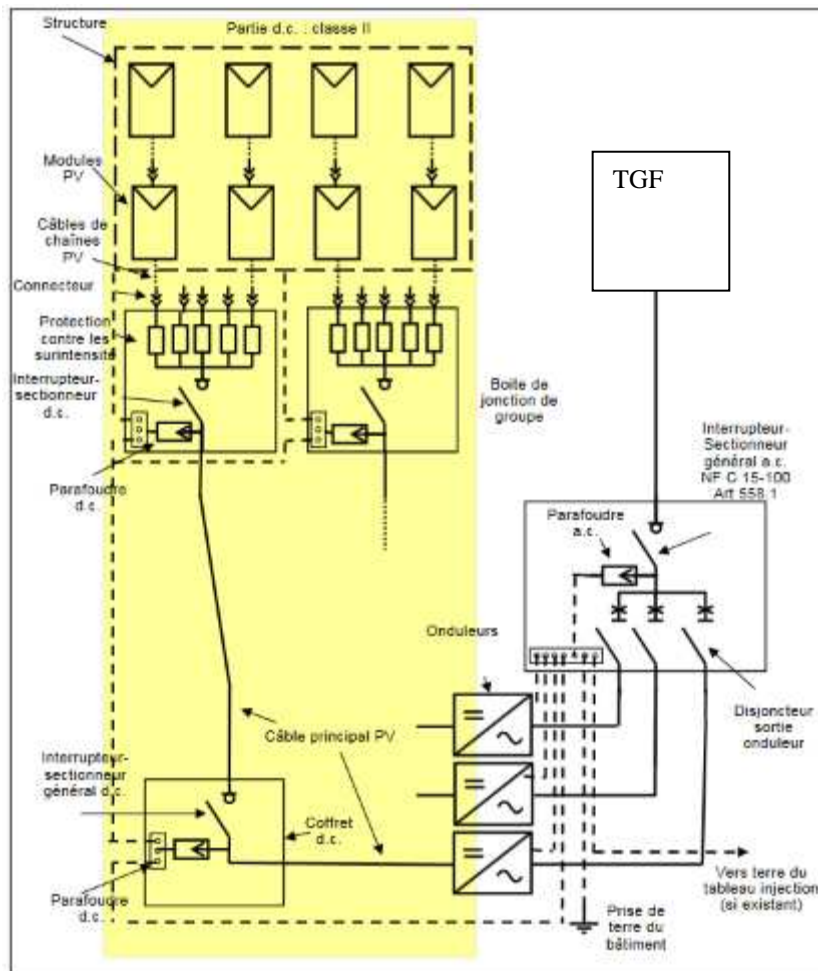 Structure
Partie d.c. : classe II
Modules
PV
TGF
Câbles de
chaînes
PV
Connecteur
Protection
contre les
surintensité
Interrupteur-
sectionneur
d.c.
Boite de
jonction de
groupe
Interrupteur-
Sectionneur
général a.c.
NF C 15-100
Art 558.1
Parafoudre
d.c.
Parafoudre
a.c.
Onduleurs
Disjoncteur
sortie
onduleur
Câble principal PV
Interrupteur-
sectionneur
général d.c.
Coffret
d.c.
Parafoudre
d.c.
Prise de
terre du
bâtiment
Vers terre du
tableau injection
(si existant)